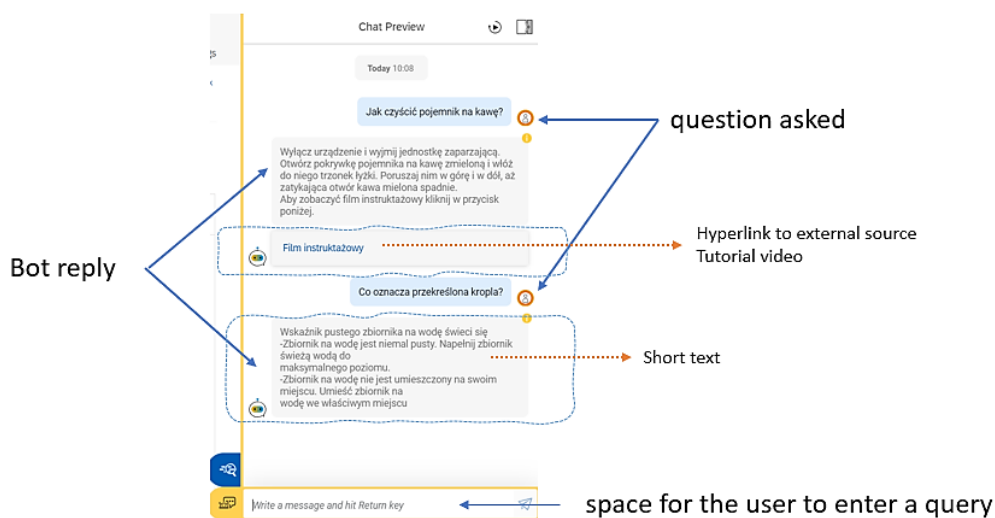 Chat Preview
gs
Today 10:08
Jak czyścić pojemnik na kawę?
question asked
Wyłącz urządzenie i wyjmij jednostkę zaparzającą.
Otwórz pokrywkę pojemnika na kawę zmieloną i włóż
do niego trzonek łyżki. Poruszaj nim w górę i w dół, aż
zatykająca otwór kawa mielona spadnie.
Aby zobaczyć film instruktażowy kliknij w przycisk
poniżej.
Film instruktażowy
Hyperlink to external source
Tutorial video
Bot reply
Co oznacza przekreślona kropla?
Wskaźnik pustego zbiornika na wodę świeci się
-Zbiornik na wodę jest niemal pusty. Napełnij zbiornik
świeżą wodą do
maksymalnego poziomu.
-Zbiornik na wodę nie jest umieszczony na swoim
miejscu. Umieść zbiornik na
wodę we właściwym miejscu
Short text
Write a message and hit Return key
space for the user to enter a query